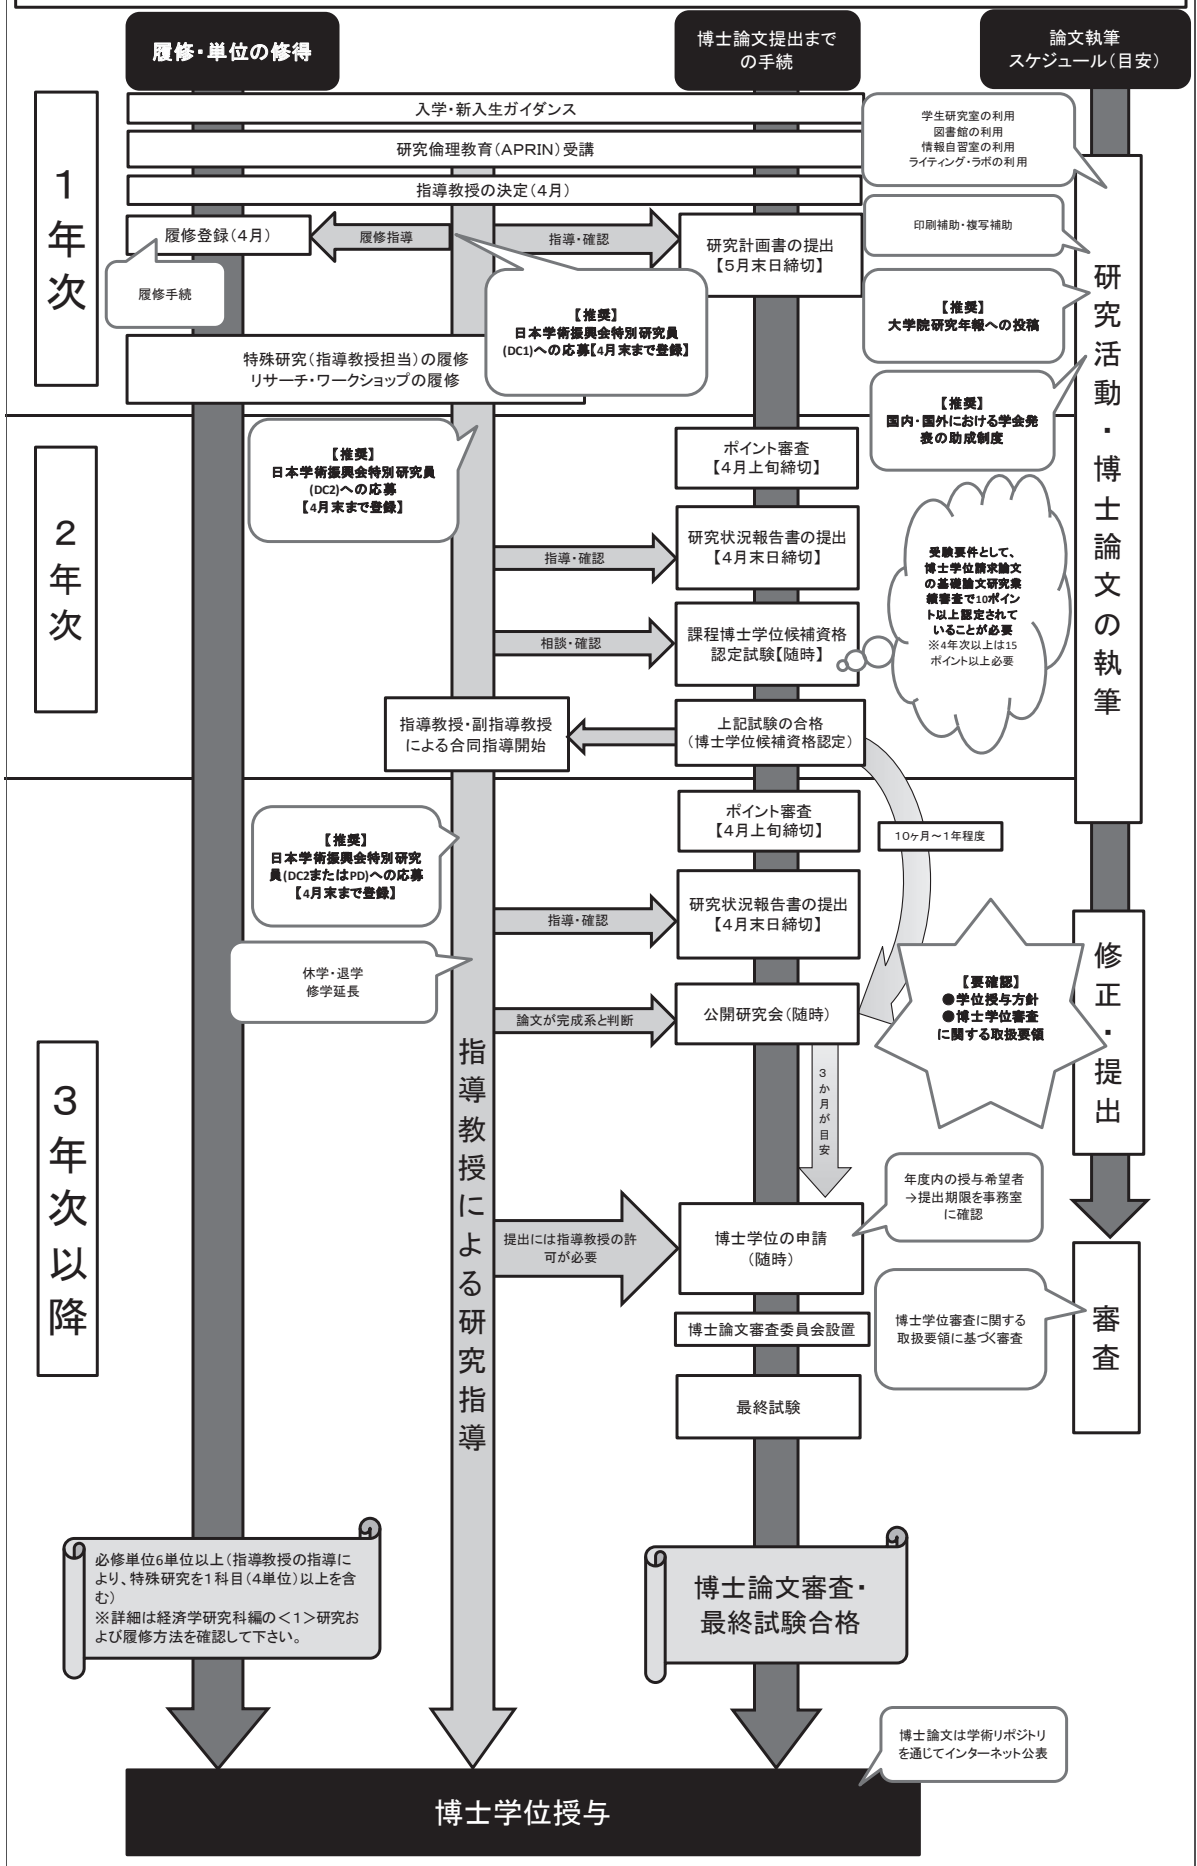 履修・単位の修得
博士論文提出まで
の手続
論文執筆
スケジュール（目安）
1年次
入学・新入生ガイダンス
研究倫理教育（APRIN）受講
指導教授の決定（4月）
履修登録（4月）
履修指導
指導・確認
研究計画書の提出
【5月末日締切】
履修手続
【推奨】
日本学術振興会特別研究員
(DC1)への応募【4月末まで登録】
特殊研究（指導教授担当）の履修
リサーチ・ワークショップの履修
学生研究室の利用
図書館の利用
情報自習室の利用
ライティング・ラボの利用
印刷補助・複写補助
【推奨】
大学院研究年報への投稿
【推奨】
国内・国外における学会発
表の助成制度
研究活動・博士論文の執筆
2年次
【推奨】
日本学術振興会特別研究員
(DC2)への応募
【4月末まで登録】
ポイント審査
【4月上旬締切】
指導・確認
研究状況報告書の提出
【4月末日締切】
相談・確認
課程博士学位候補資格
認定試験【随時】
受験要件として、
博士学位請求論文
の基礎論文研究業
績審査で10ポイン
ト以上認定されて
いることが必要
※4年次以上は15
ポイント以上必要
指導教授・副指導教授
による合同指導開始
上記試験の合格
（博士学位候補資格認定）
3年次以降
【推奨】
日本学術振興会特別研究
員(DC2またはPD)への応募
【4月末まで登録】
ポイント審査
【4月上旬締切】
10ヶ月～1年程度
指導・確認
研究状況報告書の提出
【4月末日締切】
休学・退学
修学延長
論文が完成系と判断
公開研究会（随時）
【要確認】
●学位授与方針
●博士学位審査
に関する取扱要領
修正・提出
3か月が目安
指導教授による研究指導
提出には指導教授の許
可が必要
博士学位の申請
（随時）
年度内の授与希望者
→提出期限を事務室
に確認
博士論文審査委員会設置
博士学位審査に関する
取扱要領に基づく審査
審査
最終試験
必修単位6単位以上（指導教授の指導に
より、特殊研究を1科目（4単位）以上を含
む）
※詳細は経済学研究科編の＜1＞研究お
よび履修方法を確認して下さい。
博士論文審査・
最終試験合格
博士論文は学術リポジトリ
を通じてインターネット公表
博士学位授与